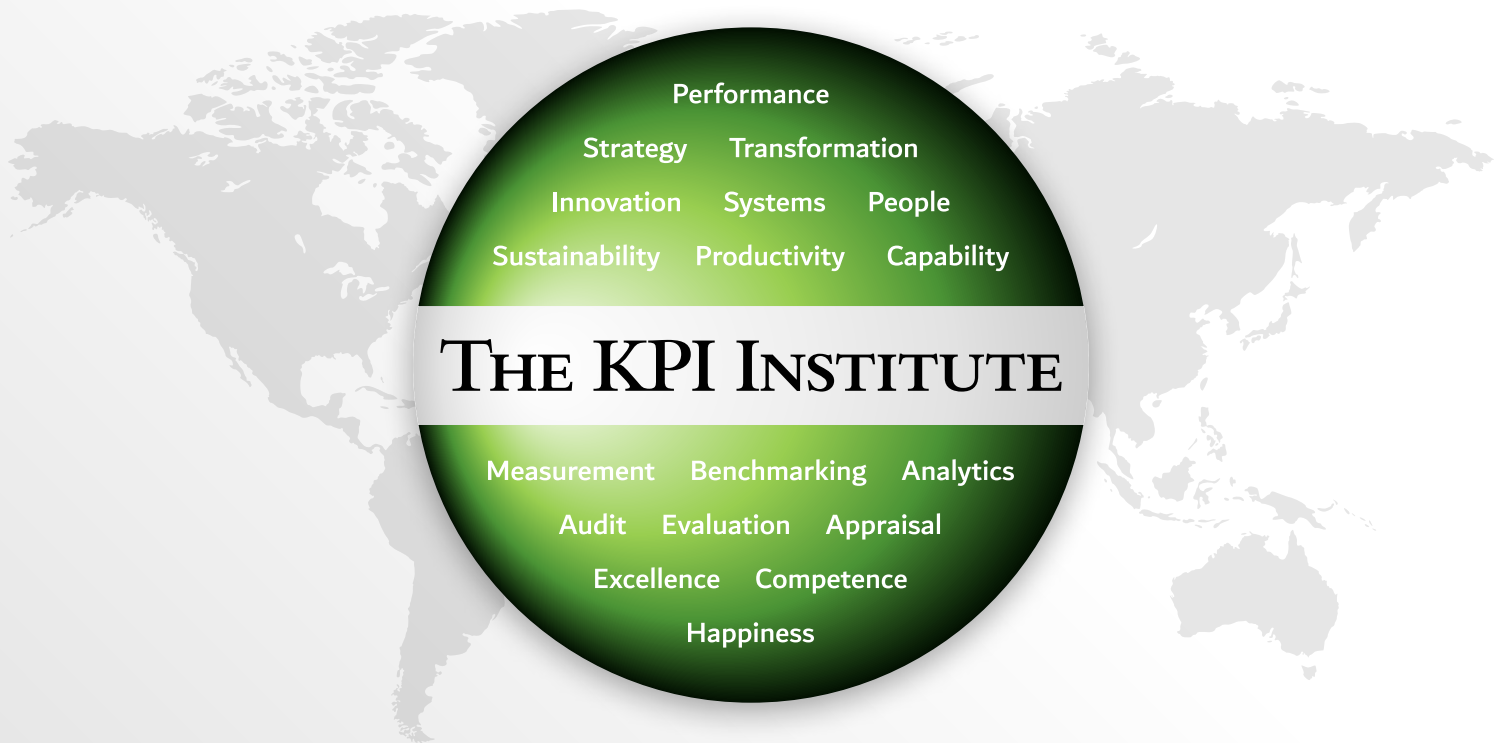 Performance
Strategy Transformation
Innovation Systems People
Sustainability Productivity Capability
The KPI Institute
Measurement Benchmarking Analytics
Audit Evaluation Appraisal
Excellence Competence
Happiness